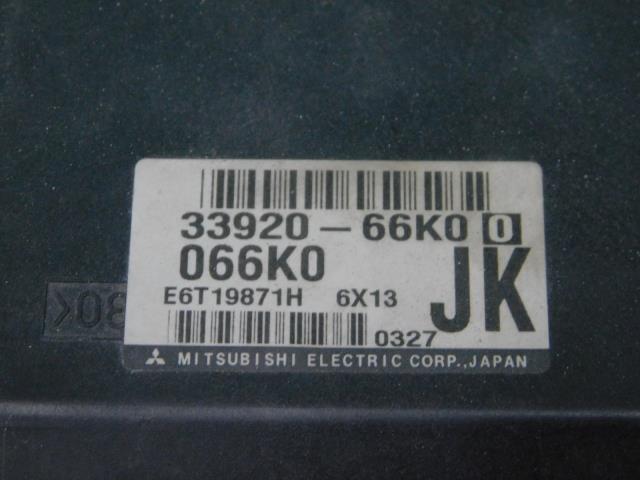 33920-66K0 0
066K0
JK
E6T19871H 6X13
0327
MITSUBISHI ELECTRIC CORP., JAPAN